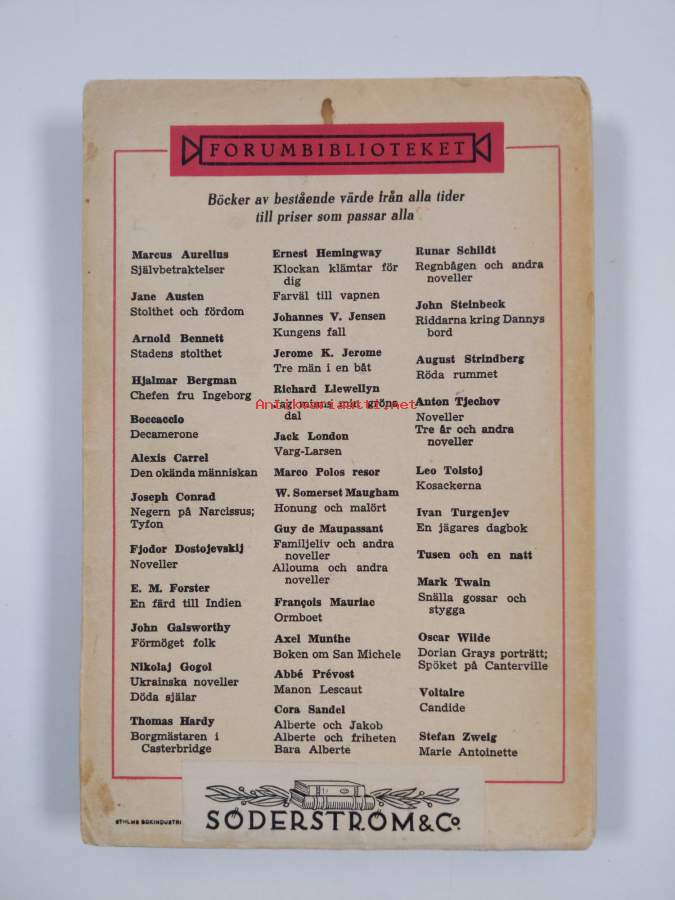 FORUMBIBLIOTEKET
Böcker av bestående värde från alla tider
till priser som passar alla
Marcus Aurelius
Självbetraktelser
Jane Austen
Stolthet och fördom
Arnold Bennett
Stadens stolthet
Hjalmar Bergman
Chefen fru Ingeborg
Boccaccio
Decamerone
Alexis Carrel
Den okända människan
Joseph Conrad
Negern på Narcissus;
Tyfon
Fjodor Dostojevskij
Noveller
E. M. Forster
En färd till Indien
John Galsworthy
Förmöget folk
Nikolaj Gogol
Ukrainska noveller
Döda själar
Thomas Hardy
Borgmästaren i
Casterbridge
Ernest Hemingway
Klockan klämtar för
dig
Farväl till vapnen
Johannes V. Jensen
Kungens fall
Jerome K. Jerome
Tre män i en båt
Richard Llewellyn
Jag minns min gröna
dal
Jack London
Varg-Larsen
Marco Polos resor
W. Somerset Maugham
Honung och malört
Guy de Maupassant
Familjeliv och andra
noveller
Allouma och andra
noveller
François Mauriac
Ormboet
Axel Munthe
Boken om San Michele
Abbé Prévost
Manon Lescaut
Cora Sandel
Alberte och Jakob
Alberte och friheten
Bara Alberte
Runar Schildt
Regnbågen och andra
noveller
John Steinbeck
Riddarna kring Dannys
bord
August Strindberg
Röda rummet
Anton Tjechov
Noveller
Tre år och andra
noveller
Leo Tolstoj
Kosackerna
Ivan Turgenjev
En jägares dagbok
Tusen och en natt
Mark Twain
Snälla gossar och
stygga
Oscar Wilde
Dorian Grays porträtt;
Spöket på Canterville
Voltaire
Candide
Stefan Zweig
Marie Antoinette
Antikvariaatti.net
STHLMS BOKINDUSTRI
SÖDERSTRÖM & Co.